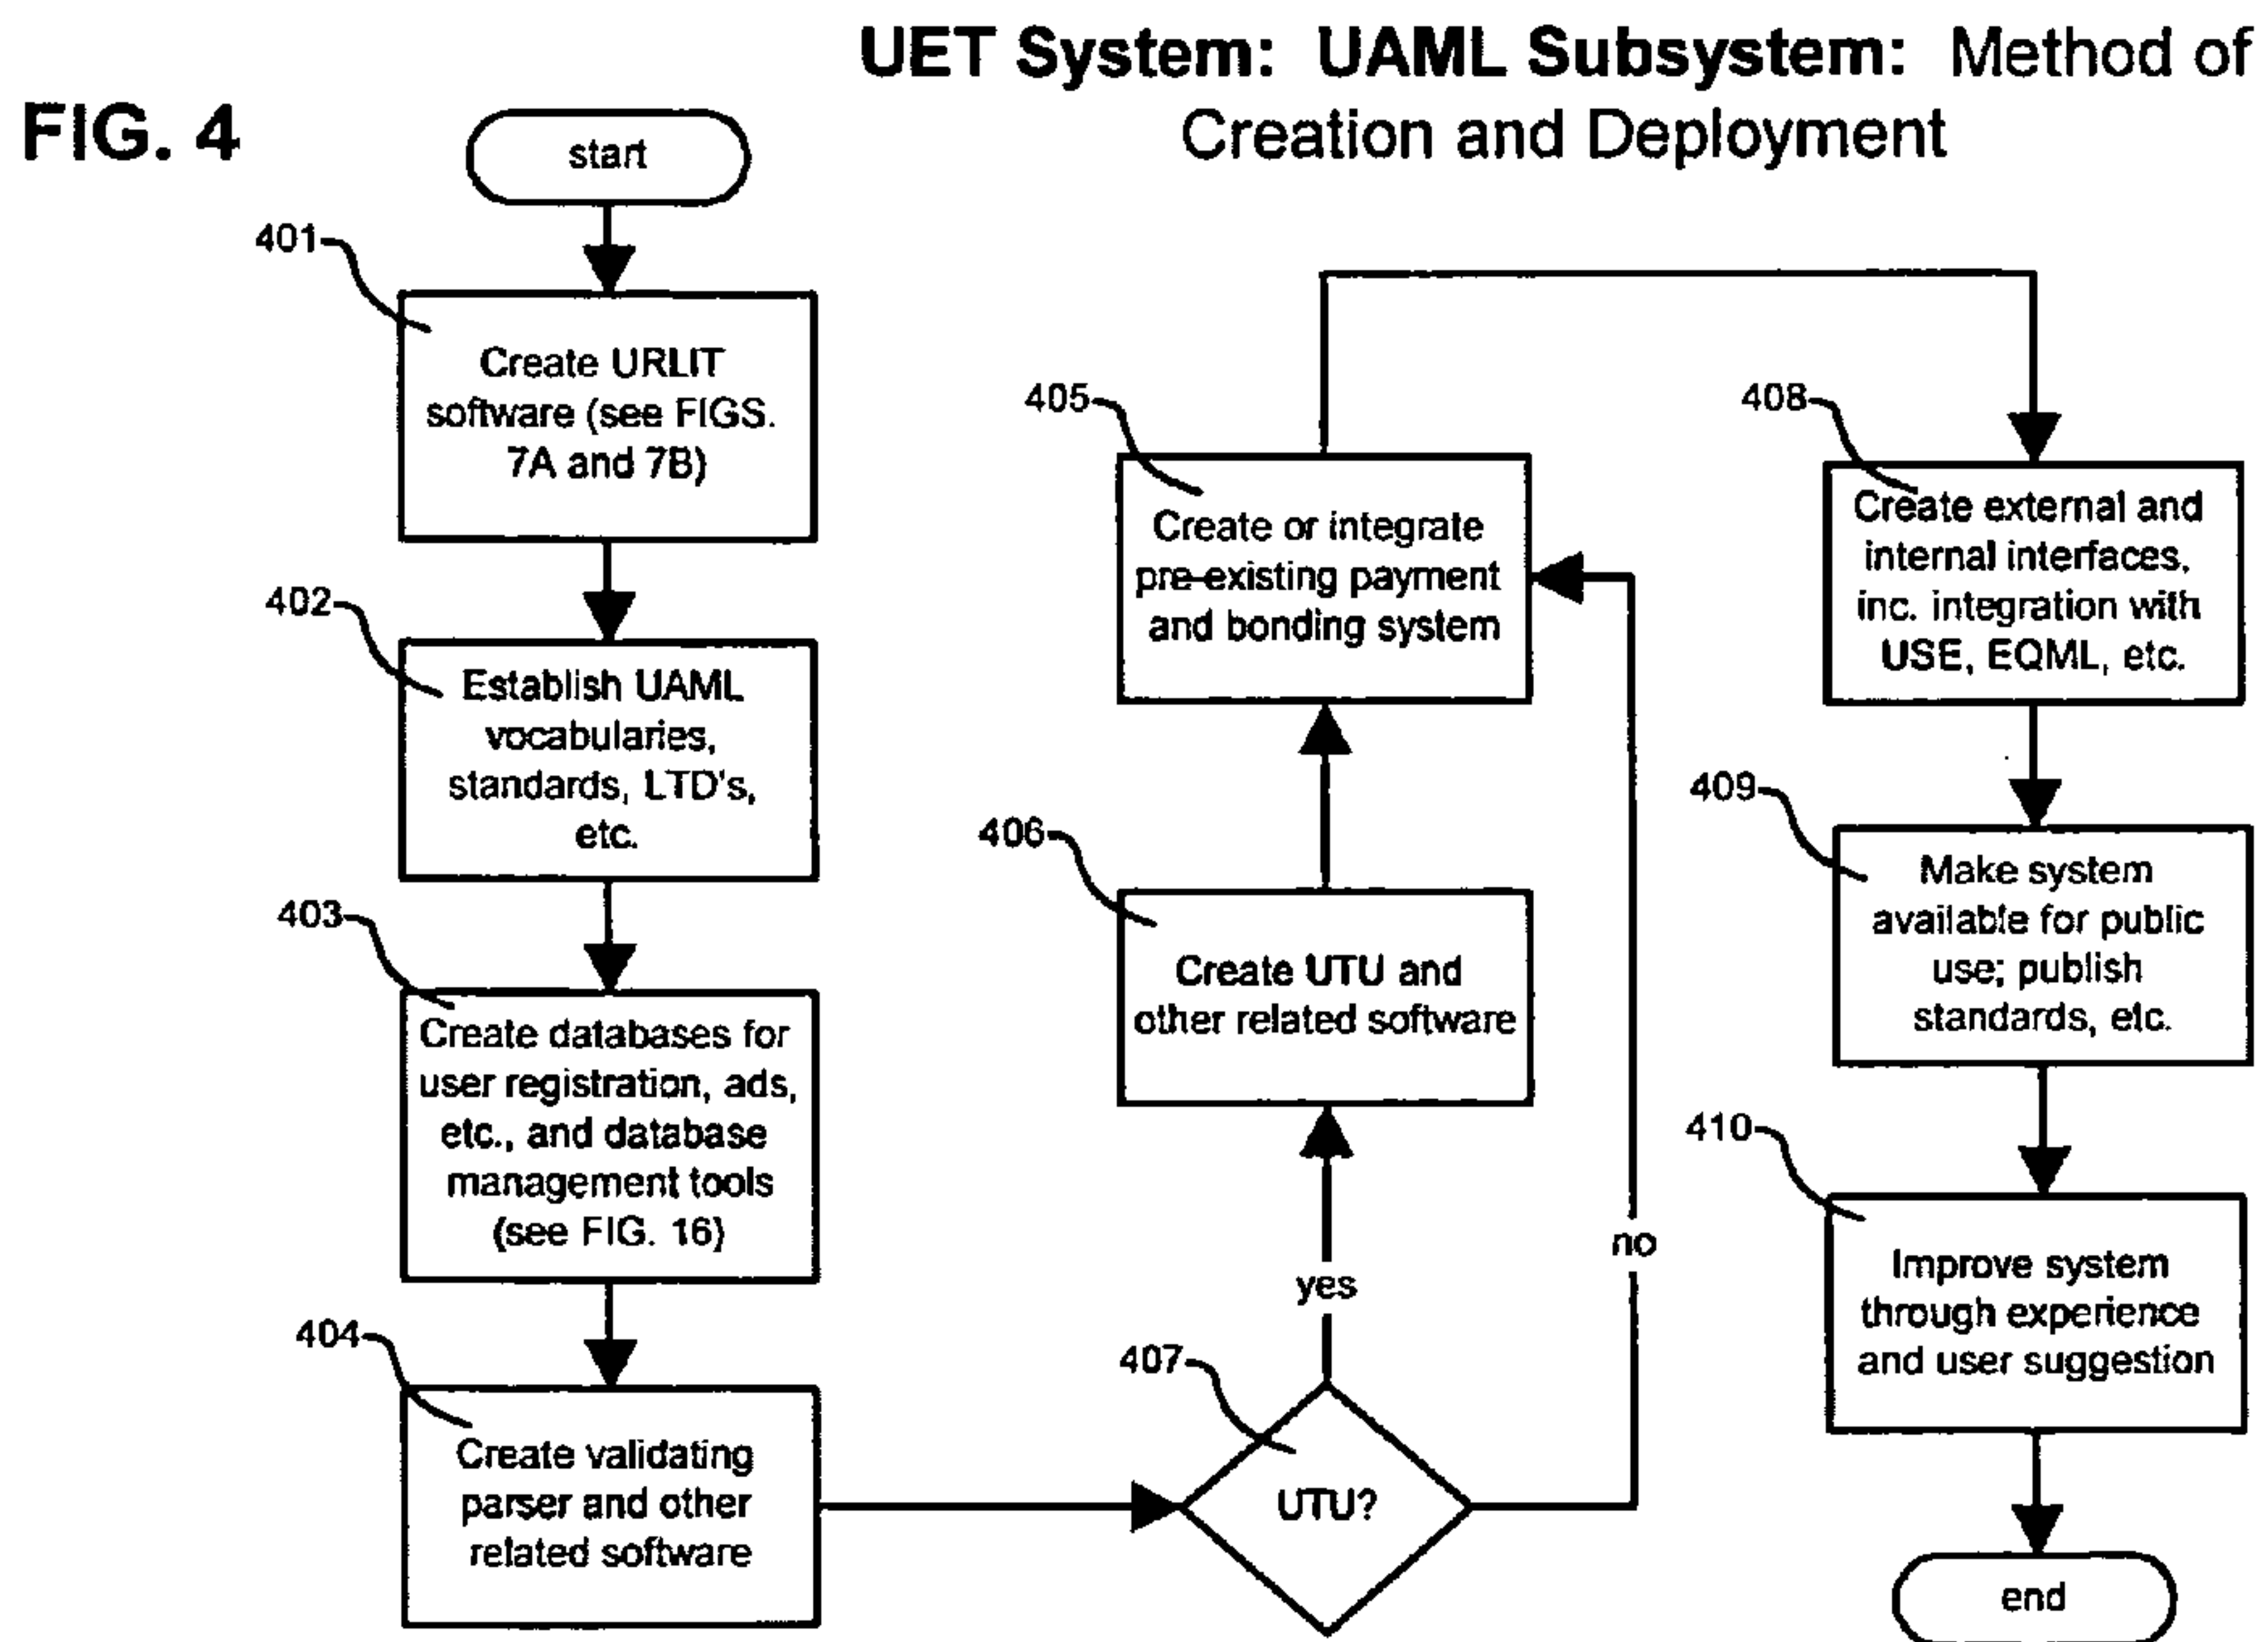 UET System: UAML Subsystem: Method of
Creation and Deployment
FIG. 4
start
401
Create URLIT
software (see FIGS.
7A and 7B)
402
Establish UAML
vocabularies,
standards, LTD's,
etc.
403
Create databases for
user registration, ads,
etc., and database
management tools
(see FIG. 16)
404
Create validating
parser and other
related software
407
UTU?
yes
no
406
Create UTU and
other related software
405
Create or integrate
pre-existing payment
and bonding system
408
Create external and
internal interfaces,
inc. integration with
USE, EQML, etc.
409
Make system
available for public
use; publish
standards, etc.
410
Improve system
through experience
and user suggestion
end